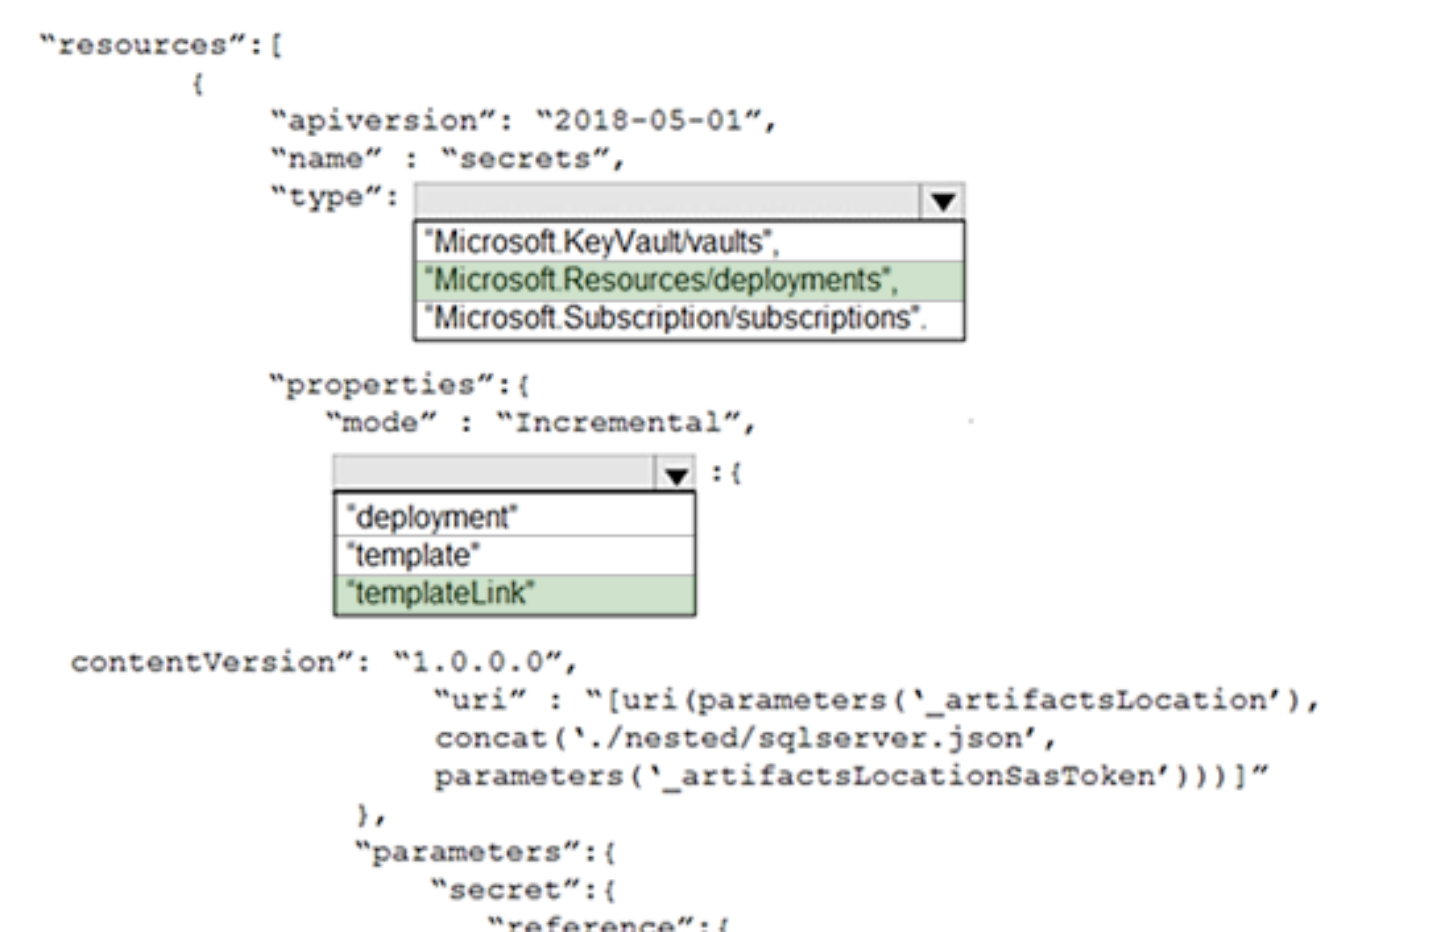 “resources”:[
{
“apiversion”: “2018-05-01”,
“name” : “secrets”,
“type”:
"Microsoft.KeyVault/vaults",
"Microsoft.Resources/deployments",
"Microsoft.Subscription/subscriptions".
“properties”:{
“mode” : “Incremental”,
:{
"deployment"
"template"
"templateLink"
contentVersion”: “1.0.0.0”,
“uri” : “[uri(parameters(‘_artifactsLocation’),
concat(‘./nested/sqlserver.json’,
parameters(‘_artifactsLocationSasToken’)))]”
},
“parameters”:{
“secret”:{
“reference”:{